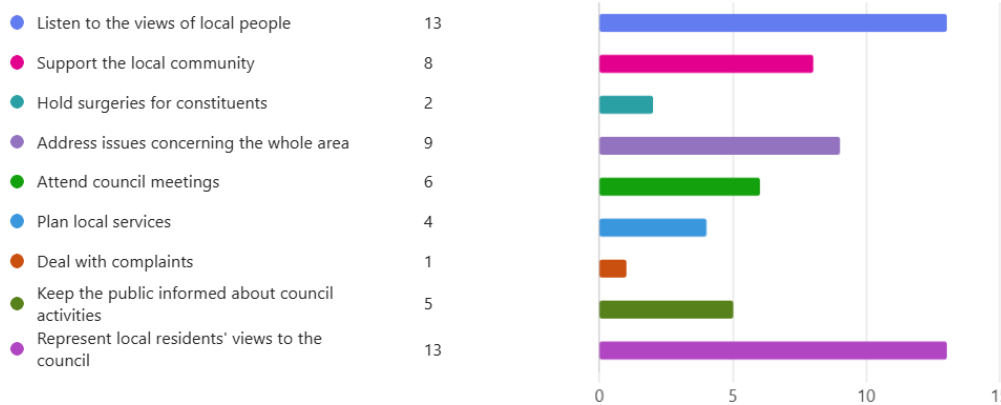 Listen to the views of local people 13
Support the local community 8
Hold surgeries for constituents 2
Address issues concerning the whole area 9
Attend council meetings 6
Plan local services 4
Deal with complaints 1
Keep the public informed about council
activities 5
Represent local residents' views to the
council 13
0 5 10